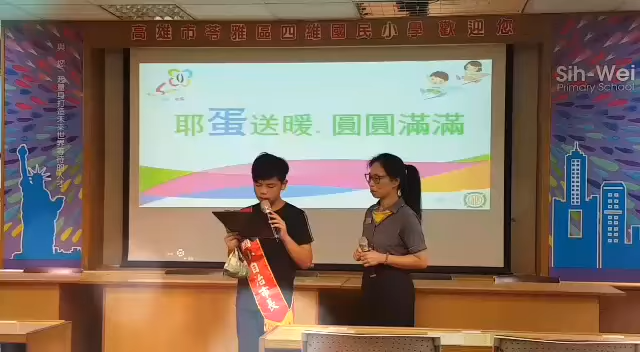 高雄市苓雅區四維國民小學歡迎您
耶蛋送暖.圓圓滿滿
Sih-Wei
Primary School
自治市長